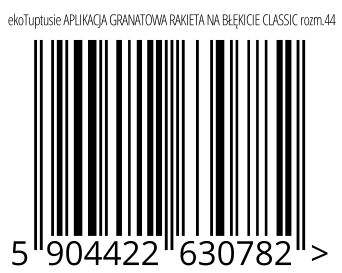 ekoTuptusie APLIKACJA GRANATOWA RAKIETA NA BŁĘKICIE CLASSIC rozm.44
5 904422 630782 >